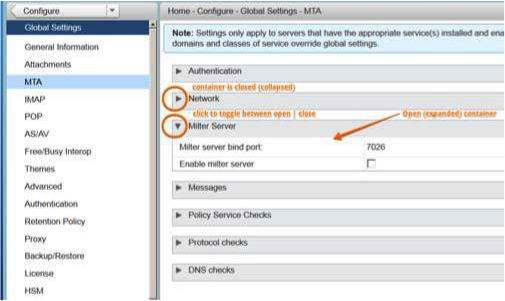 Configure
Home - Configure - Global Settings - MTA
Global Settings
General Information
Attachments
MTA
IMAP
POP
AS/AV
Free/Busy Interop
Themes
Advanced
Authentication
Retention Policy
Proxy
Backup/Restore
License
HSM
Note: Settings only apply to servers that have the appropriate service(s) installed and ena
domains and classes of service override global settings.
Authentication
container is closed (collapsed)
Network
click to toggle between open | close
Open (expanded) container
Milter Server
Milter server bind port: 7026
Enable milter server
Messages
Policy Service Checks
Protocol checks
DNS checks